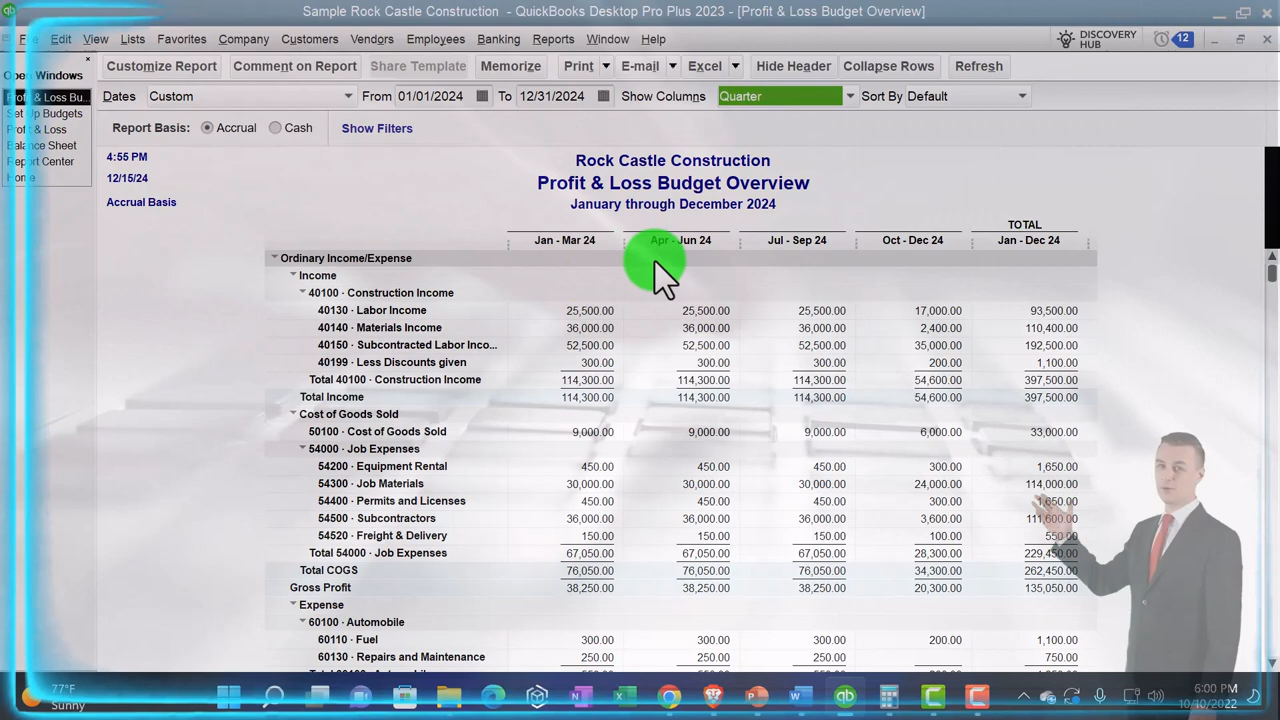 Sample Rock Castle Construction - QuickBooks Desktop Pro Plus 2023 - [Profit & Loss Budget Overview]
File Edit View Lists Favorites Company Customers Vendors Employees Banking Reports Window Help DISCOVERY HUB 12
Open Windows
Profit & Loss Bu...
Set Up Budgets
Profit & Loss
Balance Sheet
Report Center
Home
Customize Report Comment on Report Share Template Memorize Print E-mail Excel Hide Header Collapse Rows Refresh
Dates Custom From 01/01/2024 To 12/31/2024 Show Columns Quarter Sort By Default
Report Basis: Accrual Cash Show Filters
4:55 PM
12/15/24
Accrual Basis
Rock Castle Construction
Profit & Loss Budget Overview
January through December 2024
TOTAL
Jan - Mar 24 Apr - Jun 24 Jul - Sep 24 Oct - Dec 24 Jan - Dec 24
Ordinary Income/Expense
Income
40100 · Construction Income
40130 · Labor Income 25,500.00 25,500.00 25,500.00 17,000.00 93,500.00
40140 · Materials Income 36,000.00 36,000.00 36,000.00 2,400.00 110,400.00
40150 · Subcontracted Labor Inco... 52,500.00 52,500.00 52,500.00 35,000.00 192,500.00
40199 · Less Discounts given 300.00 300.00 300.00 200.00 1,100.00
Total 40100 · Construction Income 114,300.00 114,300.00 114,300.00 54,600.00 397,500.00
Total Income 114,300.00 114,300.00 114,300.00 54,600.00 397,500.00
Cost of Goods Sold
50100 · Cost of Goods Sold 9,000.00 9,000.00 9,000.00 6,000.00 33,000.00
54000 · Job Expenses
54200 · Equipment Rental 450.00 450.00 450.00 300.00 1,650.00
54300 · Job Materials 30,000.00 30,000.00 30,000.00 24,000.00 114,000.00
54400 · Permits and Licenses 450.00 450.00 450.00 300.00 1,650.00
54500 · Subcontractors 36,000.00 36,000.00 36,000.00 3,600.00 111,600.00
54520 · Freight & Delivery 150.00 150.00 150.00 100.00 550.00
Total 54000 · Job Expenses 67,050.00 67,050.00 67,050.00 28,300.00 229,450.00
Total COGS 76,050.00 76,050.00 76,050.00 34,300.00 262,450.00
Gross Profit 38,250.00 38,250.00 38,250.00 20,300.00 135,050.00
Expense
60100 · Automobile
60110 · Fuel 300.00 300.00 300.00 200.00 1,100.00
60130 · Repairs and Maintenance 250.00 250.00 250.00 750.00
77°F
Sunny
6:00 PM
10/10/2022